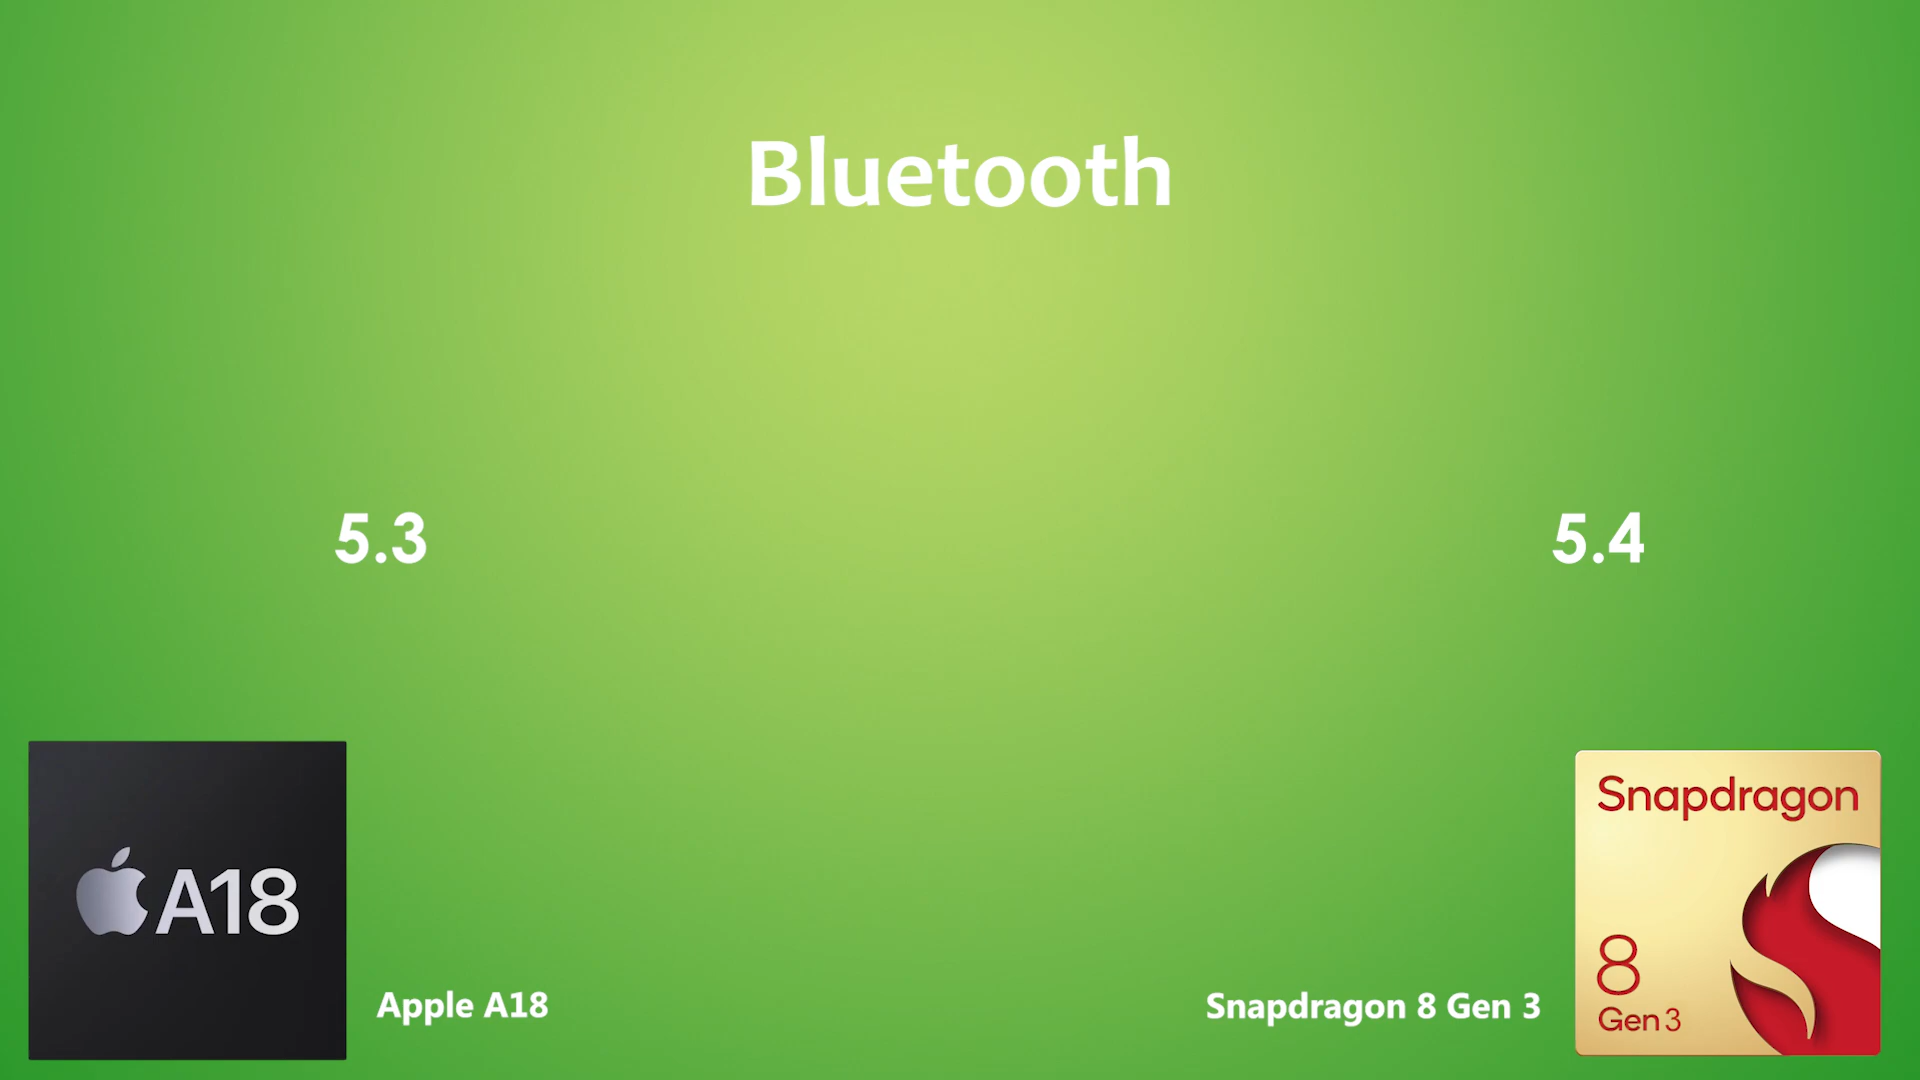 Bluetooth
5.3
5.4
A18
Apple A18
Snapdragon 8 Gen 3
Snapdragon
8
Gen 3